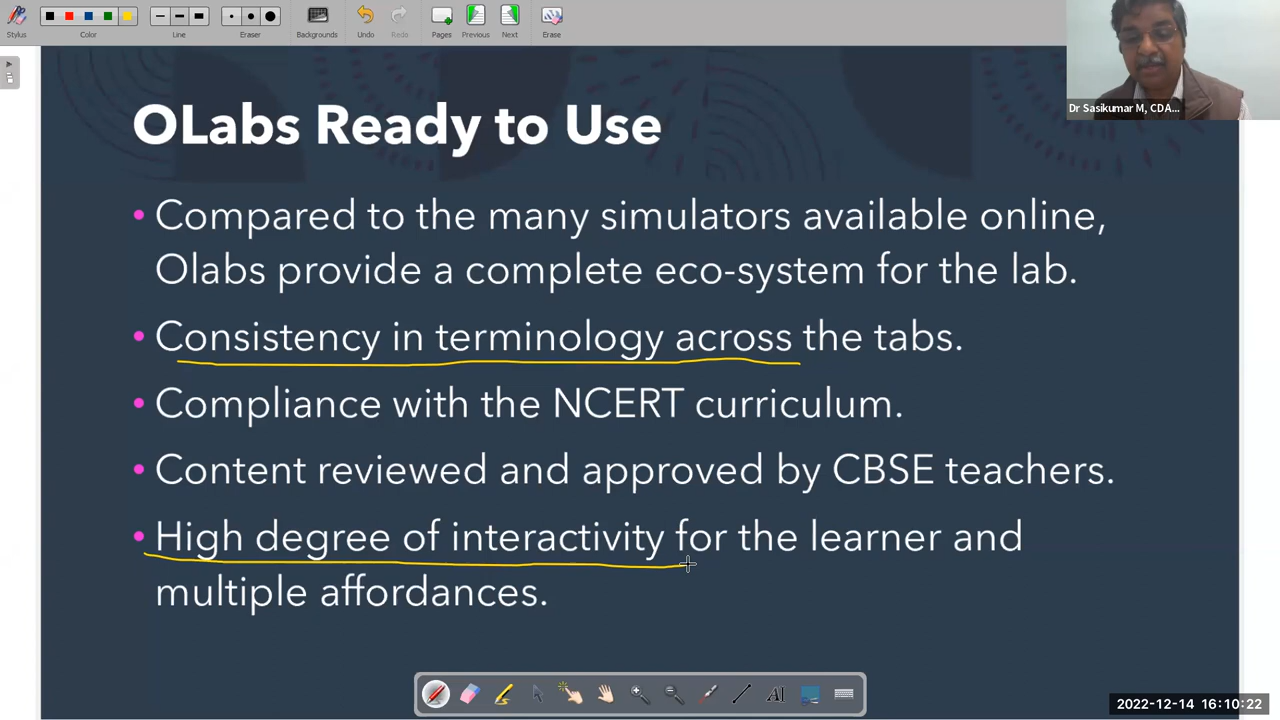 Stylus
Color
Line
Eraser
Backgrounds
Undo
Redo
Pages
Previous
Next
Erase
Dr Sasikumar M, CDA...
OLabs Ready to Use
• Compared to the many simulators available online,
Olabs provide a complete eco-system for the lab.
• Consistency in terminology across the tabs.
• Compliance with the NCERT curriculum.
• Content reviewed and approved by CBSE teachers.
• High degree of interactivity for the learner and
multiple affordances.
AI
2022-12-14 16:10:22